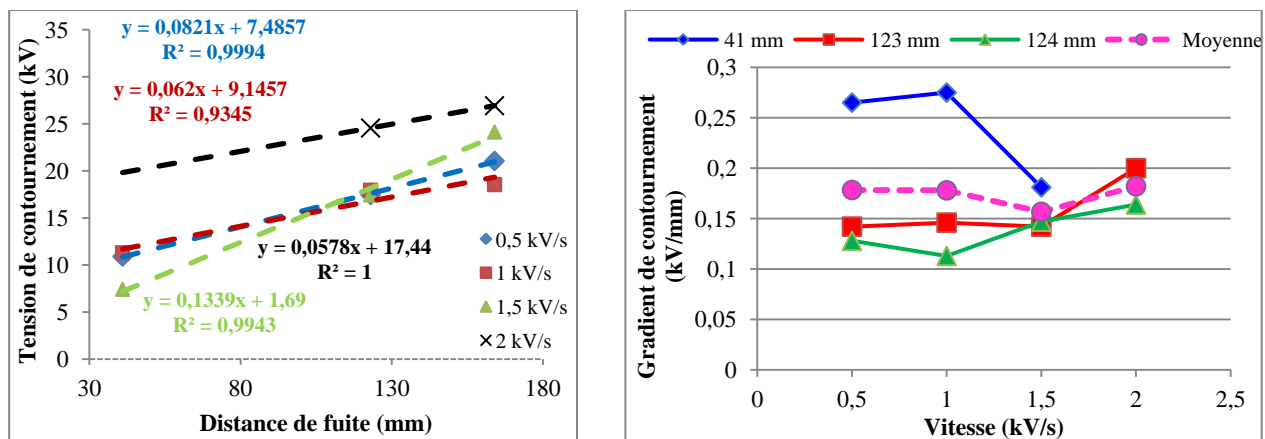 y = 0,0821x + 7,4857
R² = 0,9994
y = 0,062x + 9,1457
R² = 0,9345
y = 0,0578x + 17,44
R² = 1
y = 0,1339x + 1,69
R² = 0,9943
0,5 kV/s
1 kV/s
1,5 kV/s
2 kV/s
Tension de contournement (kV)
35
30
25
20
15
10
5
0
30 80 130 180
Distance de fuite (mm)
41 mm 123 mm 124 mm Moyenne
Gradient de contournement
(kV/mm)
0,3
0,25
0,2
0,15
0,1
0,05
0
0 0,5 1 1,5 2 2,5
Vitesse (kV/s)